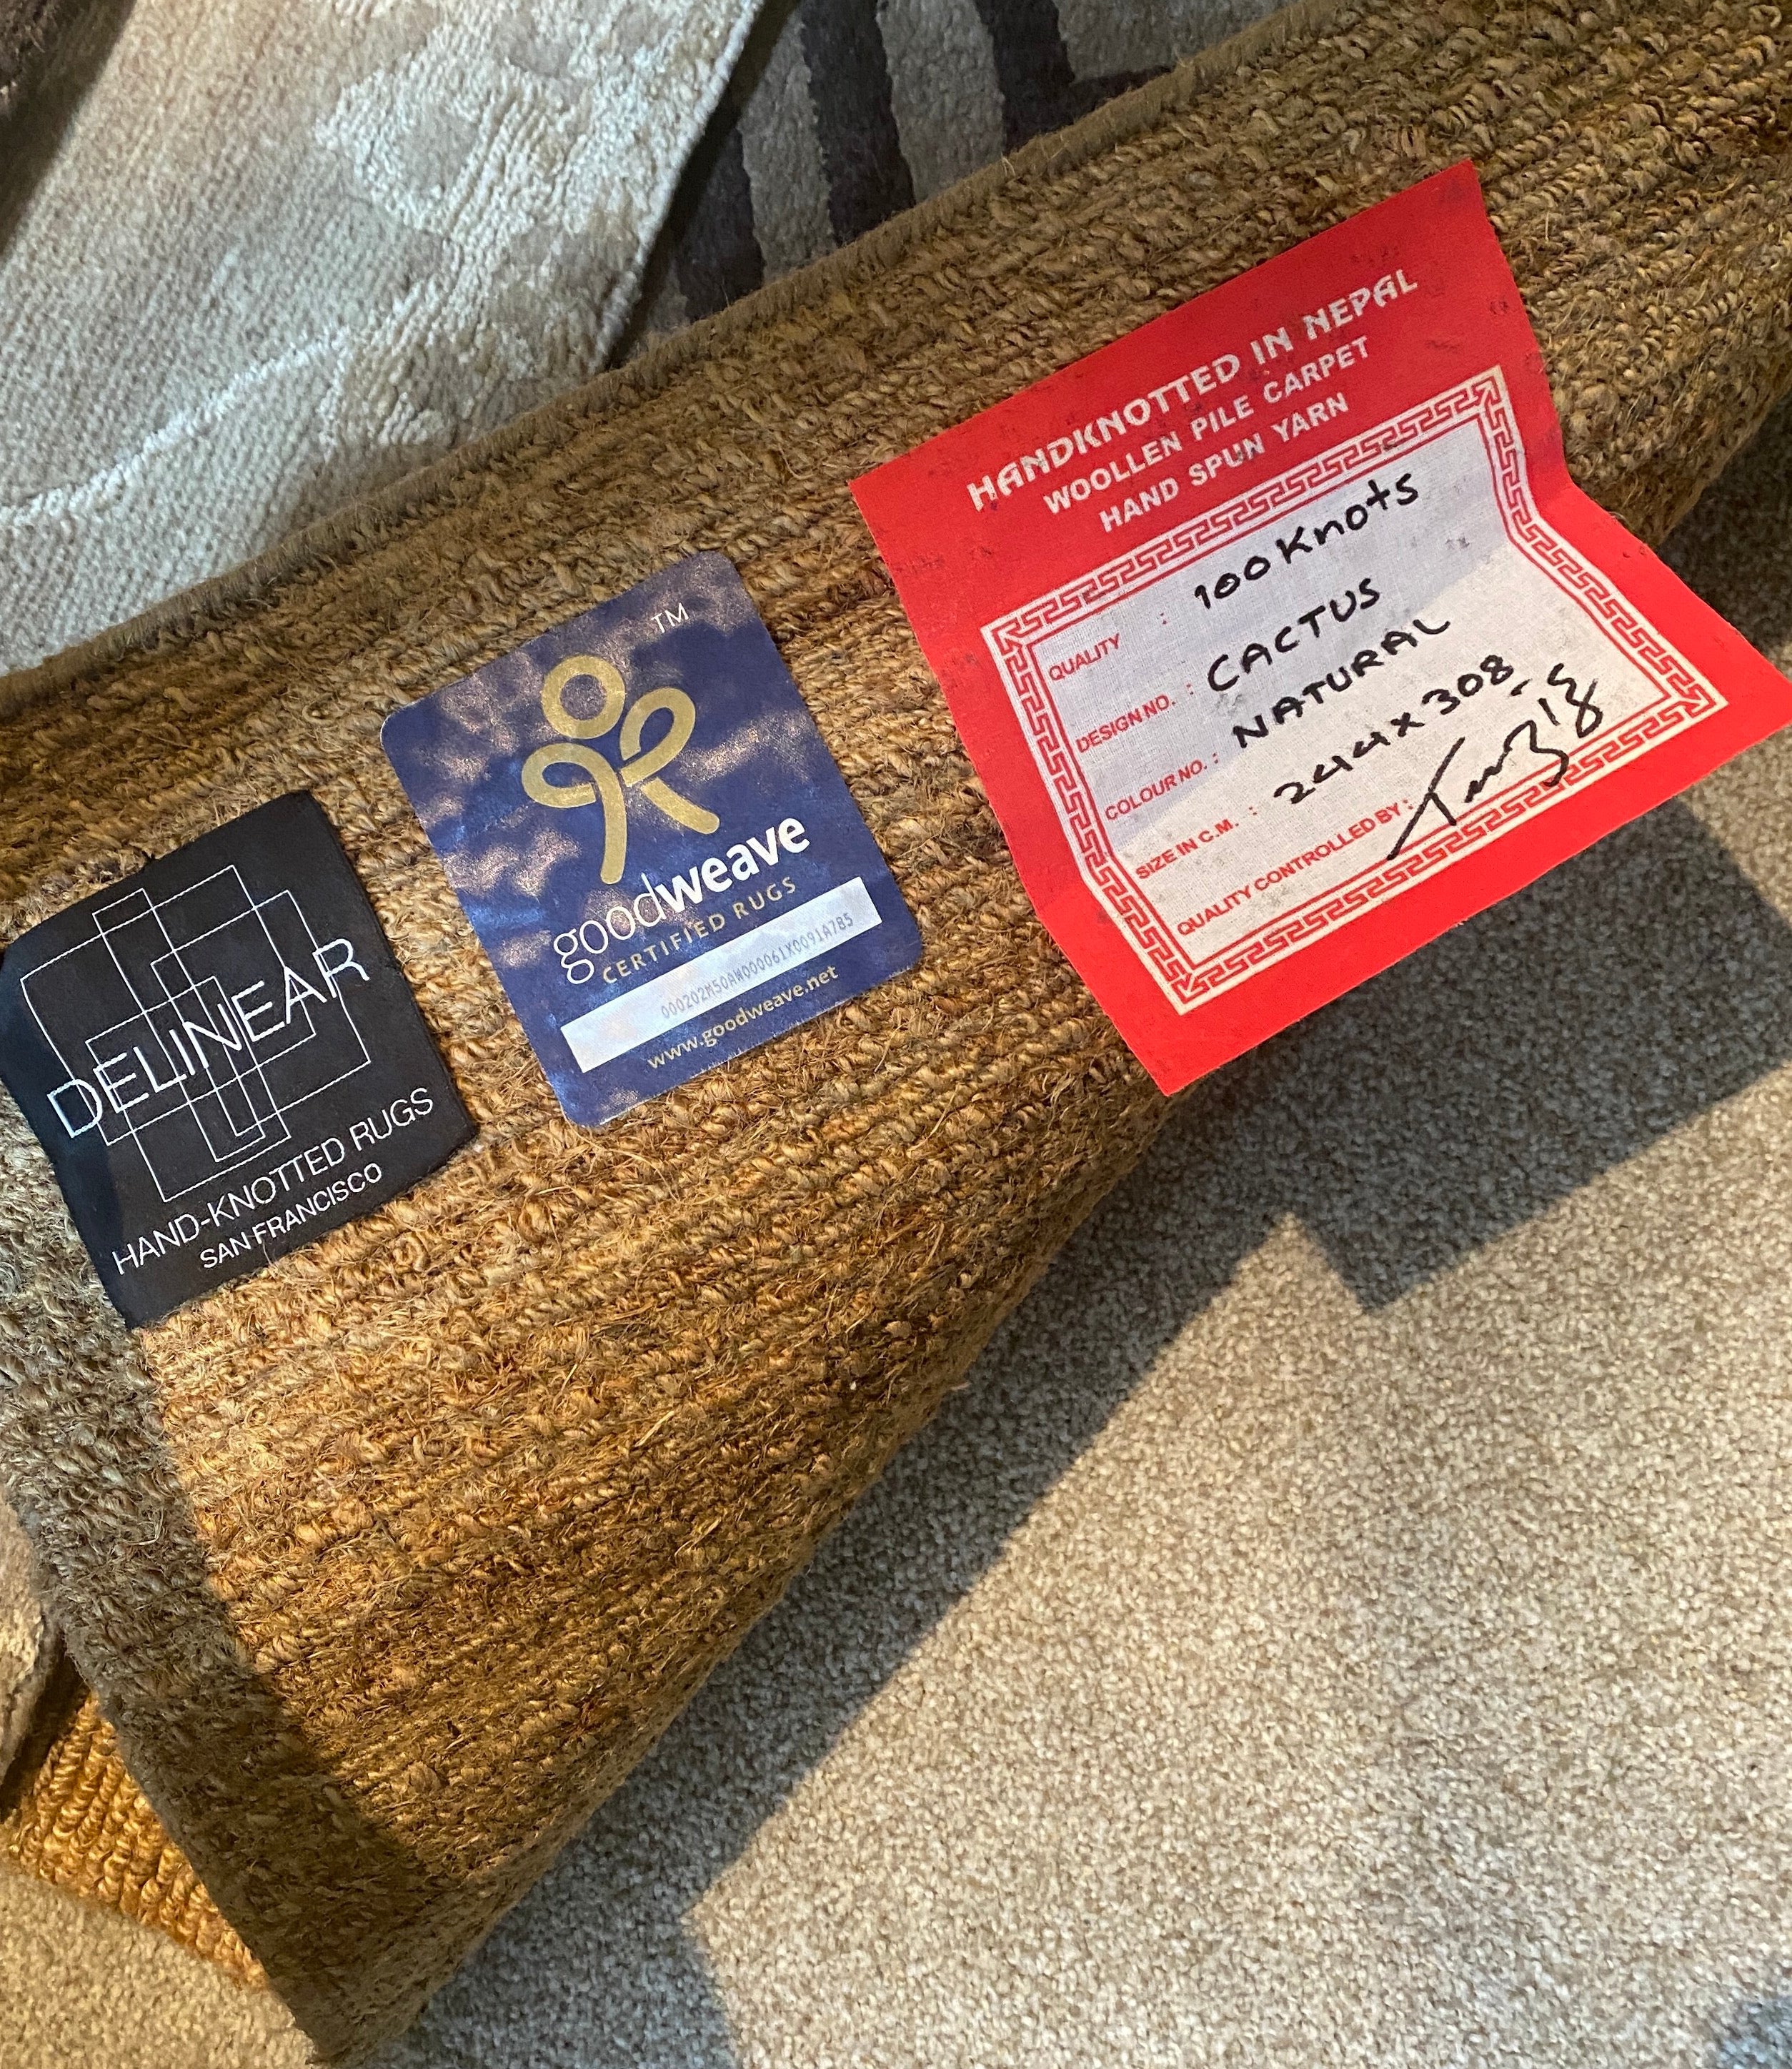 DELINEAR
HAND-KNOTTED RUGS
SAN FRANCISCO
TM
goodweave
CERTIFIED RUGS
000202M50AW000061X0091A7B5
www.goodweave.net
HANDKNOTTED IN NEPAL
WOOLLEN PILE CARPET
HAND SPUN YARN
QUALITY : 100 Knots
DESIGN NO. : CACTUS
COLOUR NO. : NATURAL
SIZE IN C.M. : 244 x 308
QUALITY CONTROLLED BY :